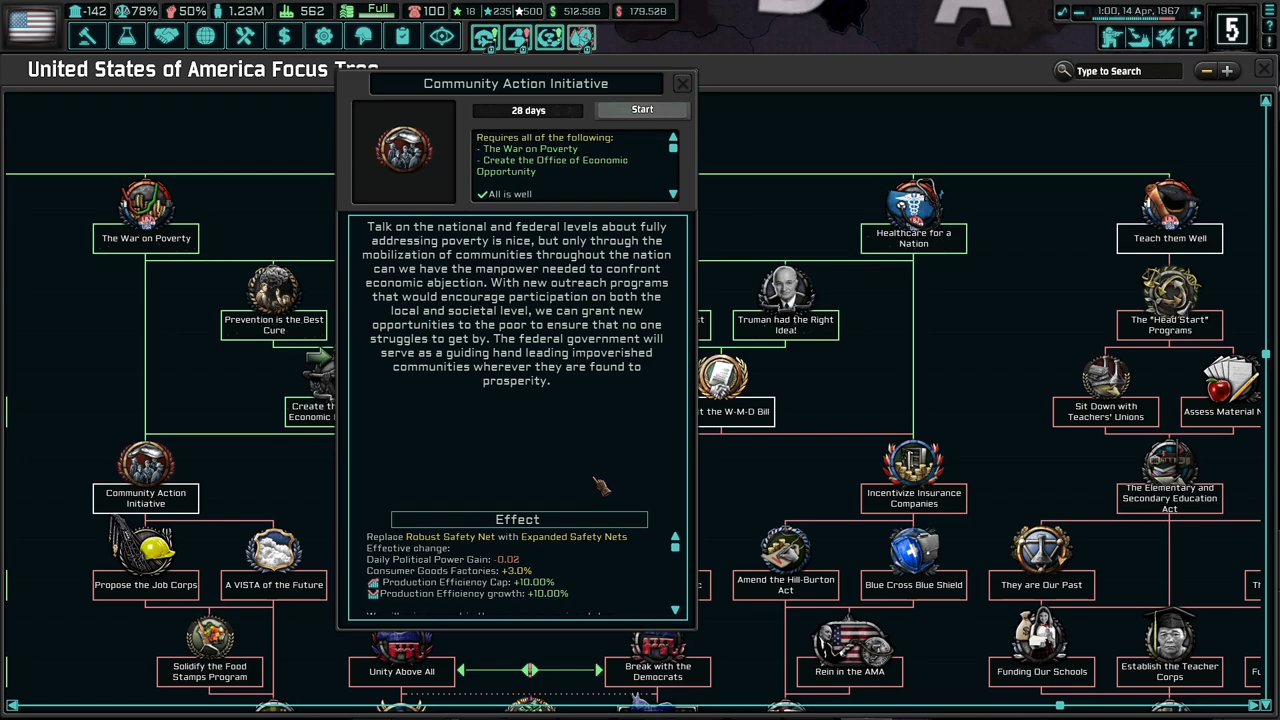 -142
78%
50%
1.23M
562
Full
100
18
235
500
512.58B
179.52B
1:00, 14 Apr, 1967
5
United States of America Focus Tree
Type to Search
Community Action Initiative
28 days
Start
Requires all of the following:
- The War on Poverty
- Create the Office of Economic
Opportunity
All is well
Talk on the national and federal levels about fully
addressing poverty is nice, but only through the
mobilization of communities throughout the nation
can we have the manpower needed to confront
economic abjection. With new outreach programs
that would encourage participation on both the
local and societal level, we can grant new
opportunities to the poor to ensure that no one
struggles to get by. The federal government will
serve as a guiding hand leading impoverished
communities wherever they are found to
prosperity.
Effect
Replace Robust Safety Net with Expanded Safety Nets
Effective change:
Daily Political Power Gain: -0.02
Consumer Goods Factories: +3.0%
Production Efficiency Cap: +10.00%
Production Efficiency growth: +10.00%
The War on Poverty
Healthcare for a
Nation
Teach them Well
Prevention is the Best
Cure
Truman had the Right
Idea!
The "Head Start"
Programs
Create th
Economic
t the W-M-D Bill
Sit Down with
Teachers' Unions
Assess Material N
Community Action
Initiative
Incentivize Insurance
Companies
The Elementary and
Secondary Education
Act
Propose the Job Corps
A VISTA of the Future
Amend the Hill-Burton
Act
Blue Cross Blue Shield
They are Our Past
Solidify the Food
Stamps Program
Unity Above All
Break with the
Democrats
Rein in the AMA
Funding Our Schools
Establish the Teacher
Corps